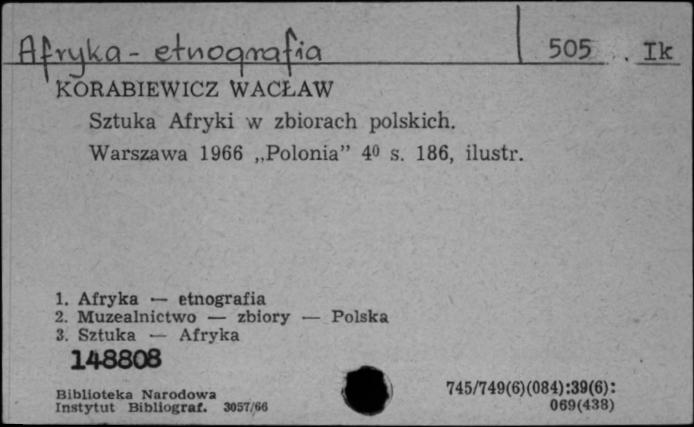 Afryka - etnografia 505 . Ik
KORABIEWICZ WACŁAW
Sztuka Afryki w zbiorach polskich.
Warszawa 1966 „Polonia” 4⁰ s. 186, ilustr.
1. Afryka — etnografia
2. Muzealnictwo — zbiory — Polska
3. Sztuka — Afryka
148808
Biblioteka Narodowa
Instytut Bibliograf. 3057/66
745/749(6)(084):39(6):
069(438)